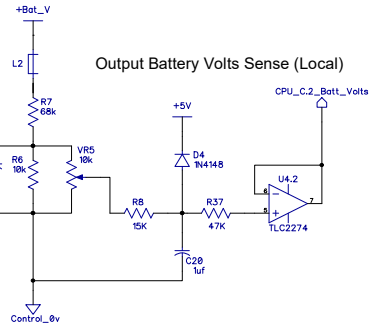 +Bat_V
Output Battery Volts Sense (Local)
L2
CPU_C.2_Batt_Volts
R7
68k
+5V
VR5
10k
R6
10k
D4
1N4148
U4.2
6
7
5
R8
15K
R37
47K
TLC2274
C20
1uf
Control_0v